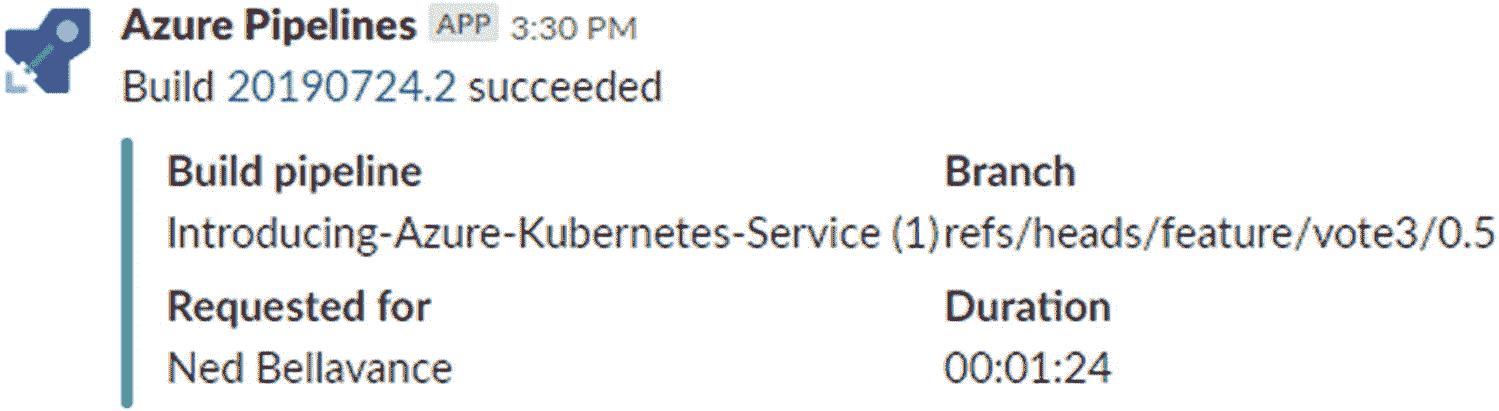 Azure Pipelines APP 3:30 PM
Build 20190724.2 succeeded
Build pipeline Branch
Introducing-Azure-Kubernetes-Service (1) refs/heads/feature/vote3/0.5
Requested for Duration
Ned Bellavance 00:01:24